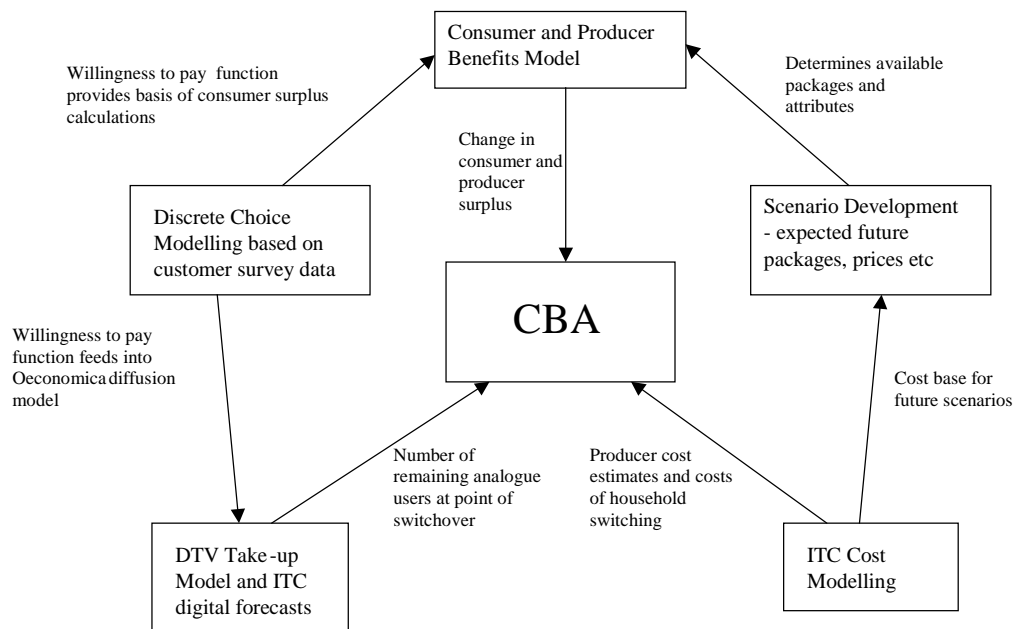 Consumer and Producer
Benefits Model
Willingness to pay function
provides basis of consumer surplus
calculations
Determines available
packages and
attributes
Change in
consumer and
producer
surplus
Discrete Choice
Modelling based on
customer survey data
Scenario Development
- expected future
packages, prices etc
CBA
Willingness to pay
function feeds into
Oeconomica diffusion
model
Cost base for
future scenarios
Number of
remaining analogue
users at point of
switchover
Producer cost
estimates and costs
of household
switching
DTV Take-up
Model and ITC
digital forecasts
ITC Cost
Modelling